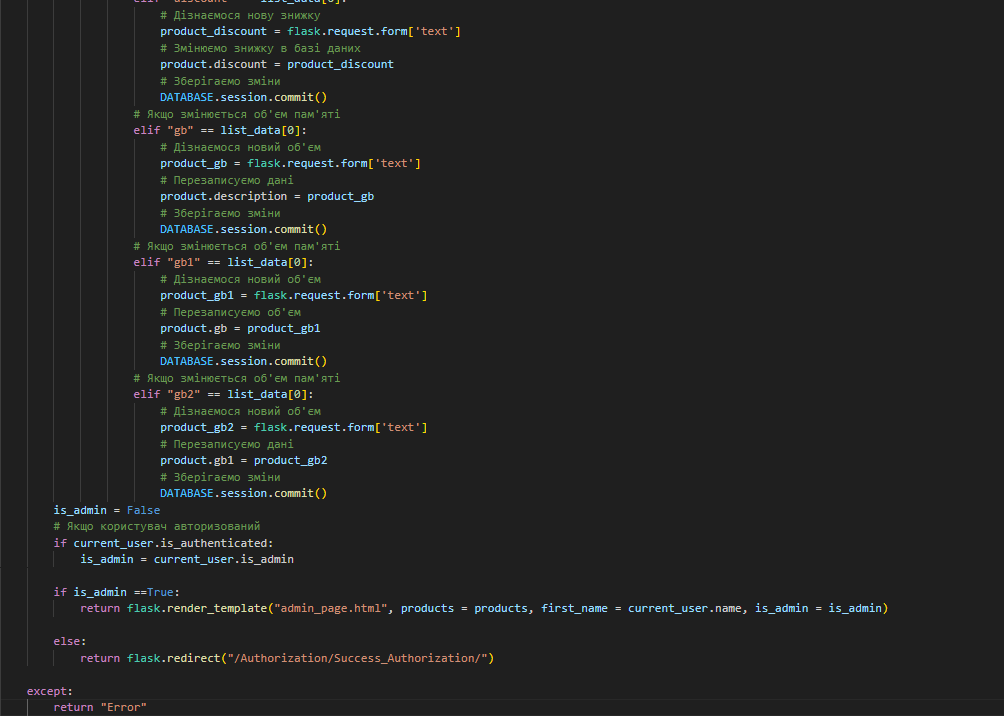 elif "discount" == list_data[0]:
# Дізнаємося нову знижку
product_discount = flask.request.form['text']
# Змінюємо знижку в базі даних
product.discount = product_discount
# Зберігаємо зміни
DATABASE.session.commit()
# Якщо змінюється об'єм пам'яті
elif "gb" == list_data[0]:
# Дізнаємося новий об'єм
product_gb = flask.request.form['text']
# Перезаписуємо дані
product.description = product_gb
# Зберігаємо зміни
DATABASE.session.commit()
# Якщо змінюється об'єм пам'яті
elif "gb1" == list_data[0]:
# Дізнаємося новий об'єм
product_gb1 = flask.request.form['text']
# Перезаписуємо об'єм
product.gb = product_gb1
# Зберігаємо зміни
DATABASE.session.commit()
# Якщо змінюється об'єм пам'яті
elif "gb2" == list_data[0]:
# Дізнаємося новий об'єм
product_gb2 = flask.request.form['text']
# Перезаписуємо дані
product.gb1 = product_gb2
# Зберігаємо зміни
DATABASE.session.commit()
is_admin = False
# Якщо користувач авторизований
if current_user.is_authenticated:
is_admin = current_user.is_admin
if is_admin ==True:
return flask.render_template("admin_page.html", products = products, first_name = current_user.name, is_admin = is_admin)
else:
return flask.redirect("/Authorization/Success_Authorization/")
except:
return "Error"